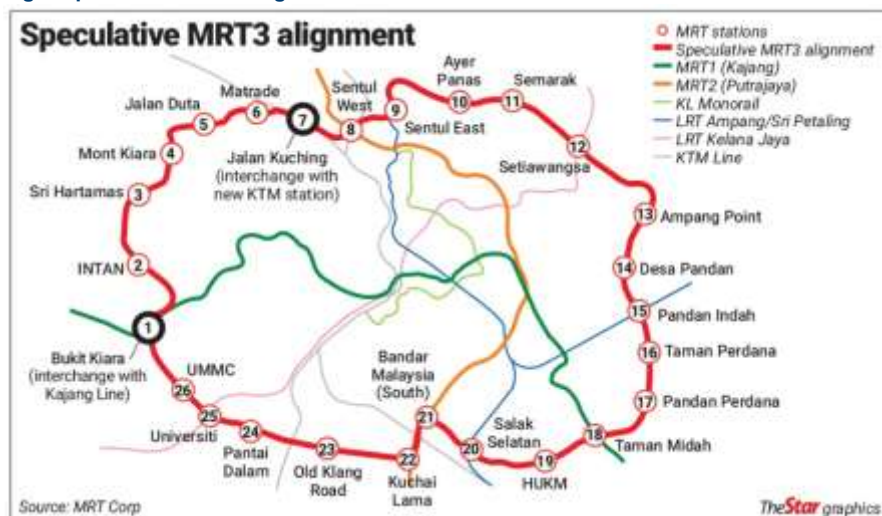 Speculative MRT3 alignment
MRT stations
Speculative MRT3 alignment
MRT1 (Kajang)
MRT2 (Putrajaya)
KL Monorail
LRT Ampang/Sri Petaling
LRT Kelana Jaya
KTM Line
Matrade
Jalan Duta
Mont Kiara
Sri Hartamas
INTAN
Sentul
West
Ayer
Panas
Semarak
Sentul East
Jalan Kuching
(interchange with
new KTM station)
Setiawangsa
Ampang Point
Desa Pandan
Pandan Indah
Taman Perdana
Pandan Perdana
Taman Midah
Bukit Kiara
(interchange with
Kajang Line)
UMMC
Universiti
Pantai
Dalam
Old Klang
Road
Bandar
Malaysia
(South)
Kuchai
Lama
Salak
Selatan
HUKM
1
2
3
4
5
6
7
8
9
10
11
12
13
14
15
16
17
18
19
20
21
22
23
24
25
26
Source: MRT Corp
TheStar graphics